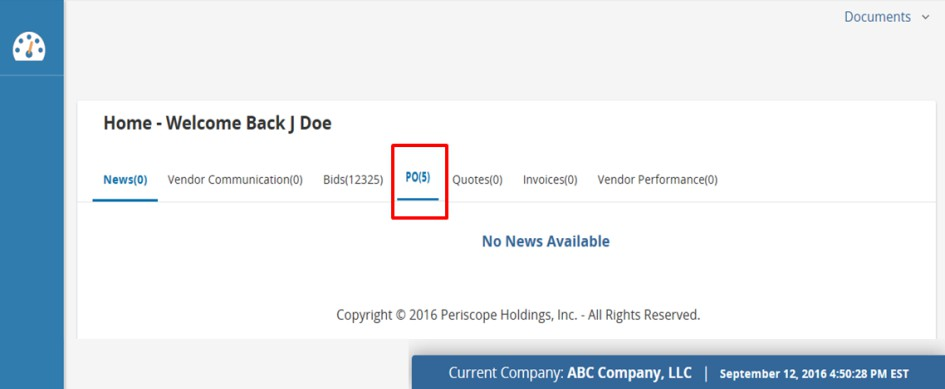 Documents
Home - Welcome Back J Doe
News(0) Vendor Communication(0) Bids(12325) PO(5) Quotes(0) Invoices(0) Vendor Performance(0)
No News Available
Copyright © 2016 Periscope Holdings, Inc. - All Rights Reserved.
Current Company: ABC Company, LLC | September 12, 2016 4:50:28 PM EST